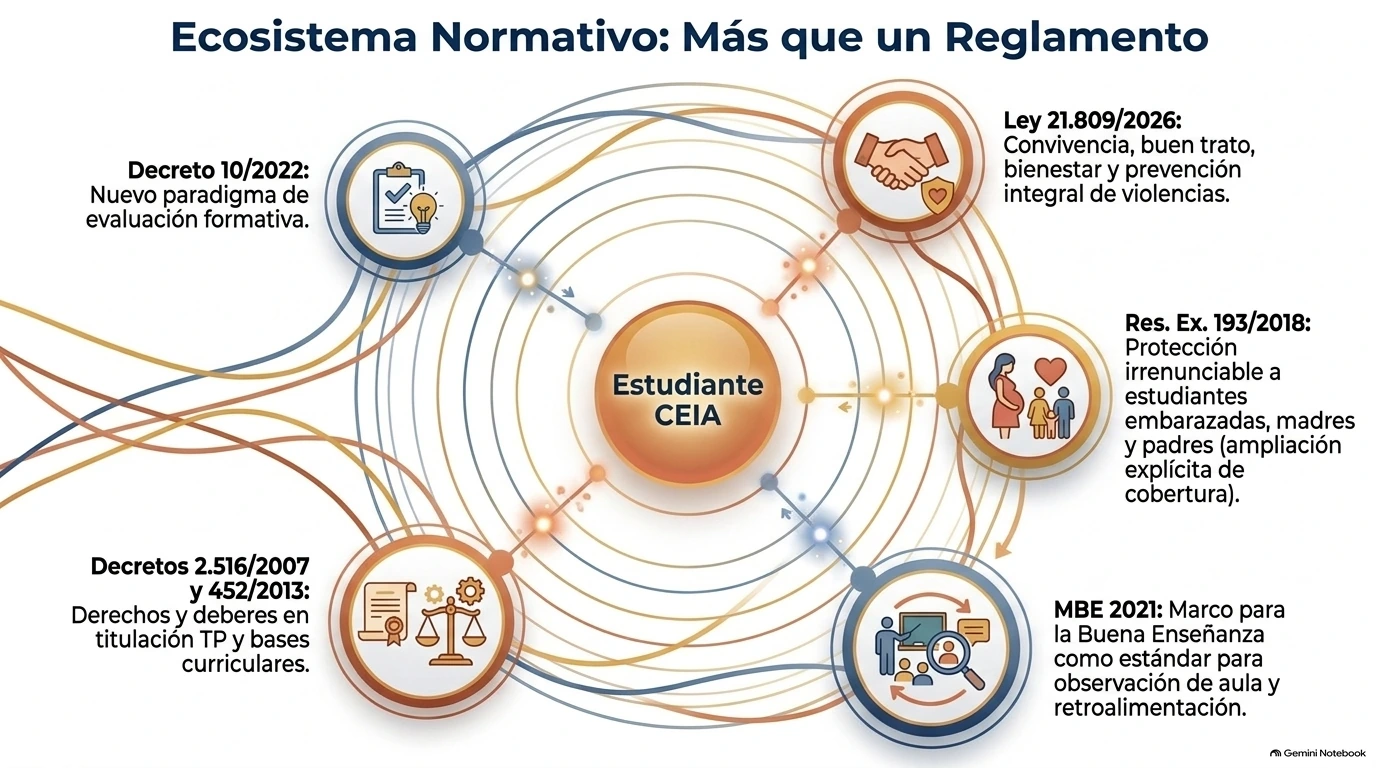 Ecosistema Normativo: Más que un Reglamento
Decreto 10/2022:
Nuevo paradigma de
evaluación formativa.
Ley 21.809/2026:
Convivencia, buen trato,
bienestar y prevención
integral de violencias.
Estudiante
CEIA
Res. Ex. 193/2018:
Protección
irrenunciable a
estudiantes
embarazadas, madres
y padres (ampliación
explícita de
cobertura).
Decretos 2.516/2007
y 452/2013:
Derechos y deberes en
titulación TP y bases
curriculares.
MBE 2021: Marco para
la Buena Enseñanza
como estándar para
observación de aula y
retroalimentación.
Gemini Notebook